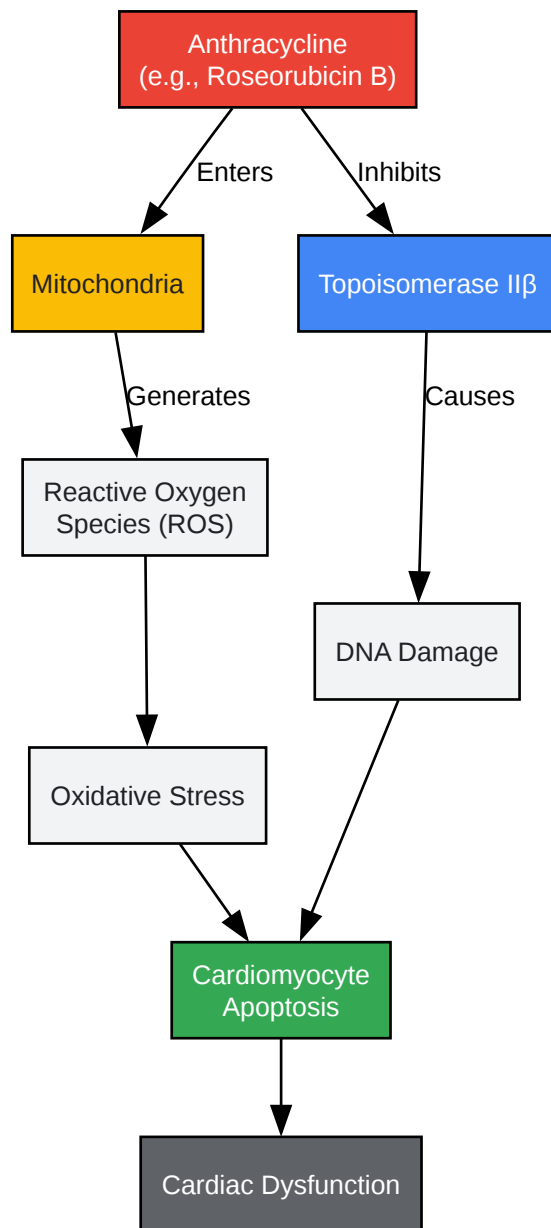 Anthracycline
(e.g., Roseorubicin B)
Enters
Inhibits
Mitochondria
Topoisomerase IIβ
Generates
Causes
Reactive Oxygen
Species (ROS)
DNA Damage
Oxidative Stress
Cardiomyocyte
Apoptosis
Cardiac Dysfunction